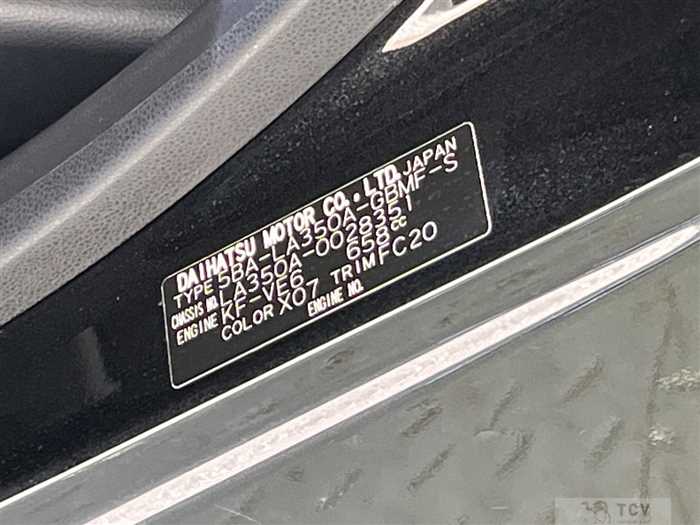 DAIHATSU MOTOR CO., LTD. JAPAN
TYPE 5BA-LA350A-GBMF-S
CHASSIS NO. LA350A-0028351
ENGINE KF-VE6 658cc
COLOR X07 TRIM FC20
ENGINE NO.
TCV